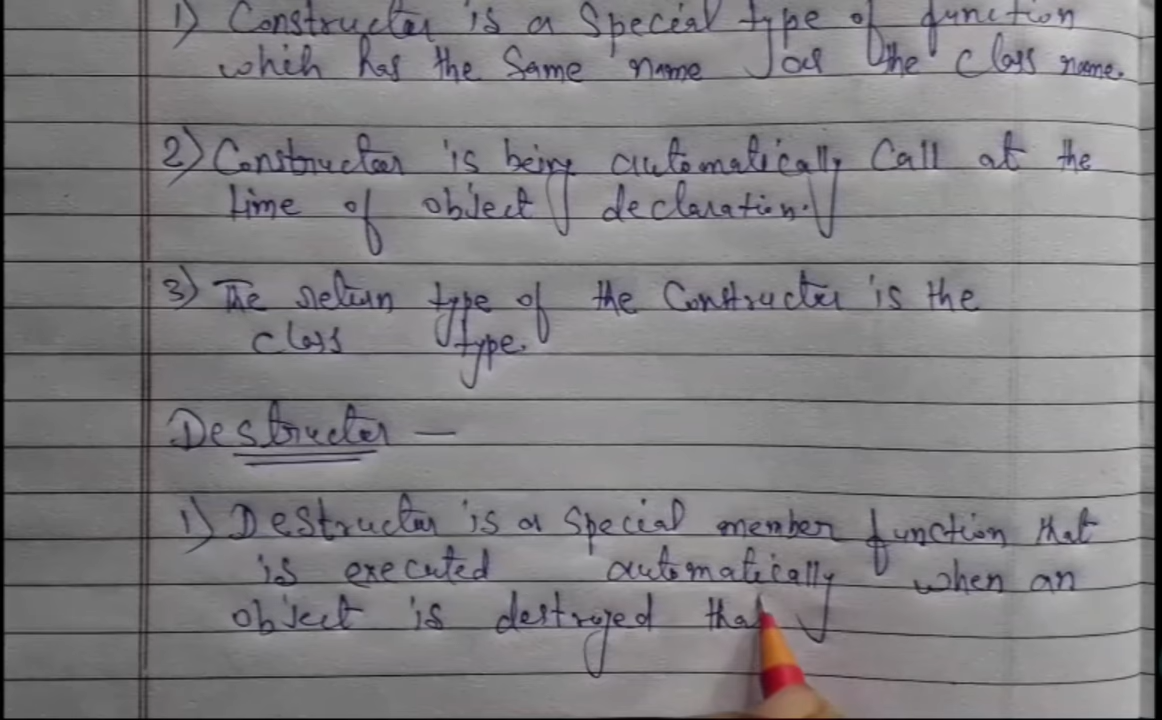 1) Constructor is a Special type of function
which has the Same name as the class name.
2) Constructor is being automatically Call at the
time of object declaration.
3) The return type of the Constructor is the
class type.
Destructor —
1) Destructor is a special member function that
is executed automatically when an
object is destroyed that